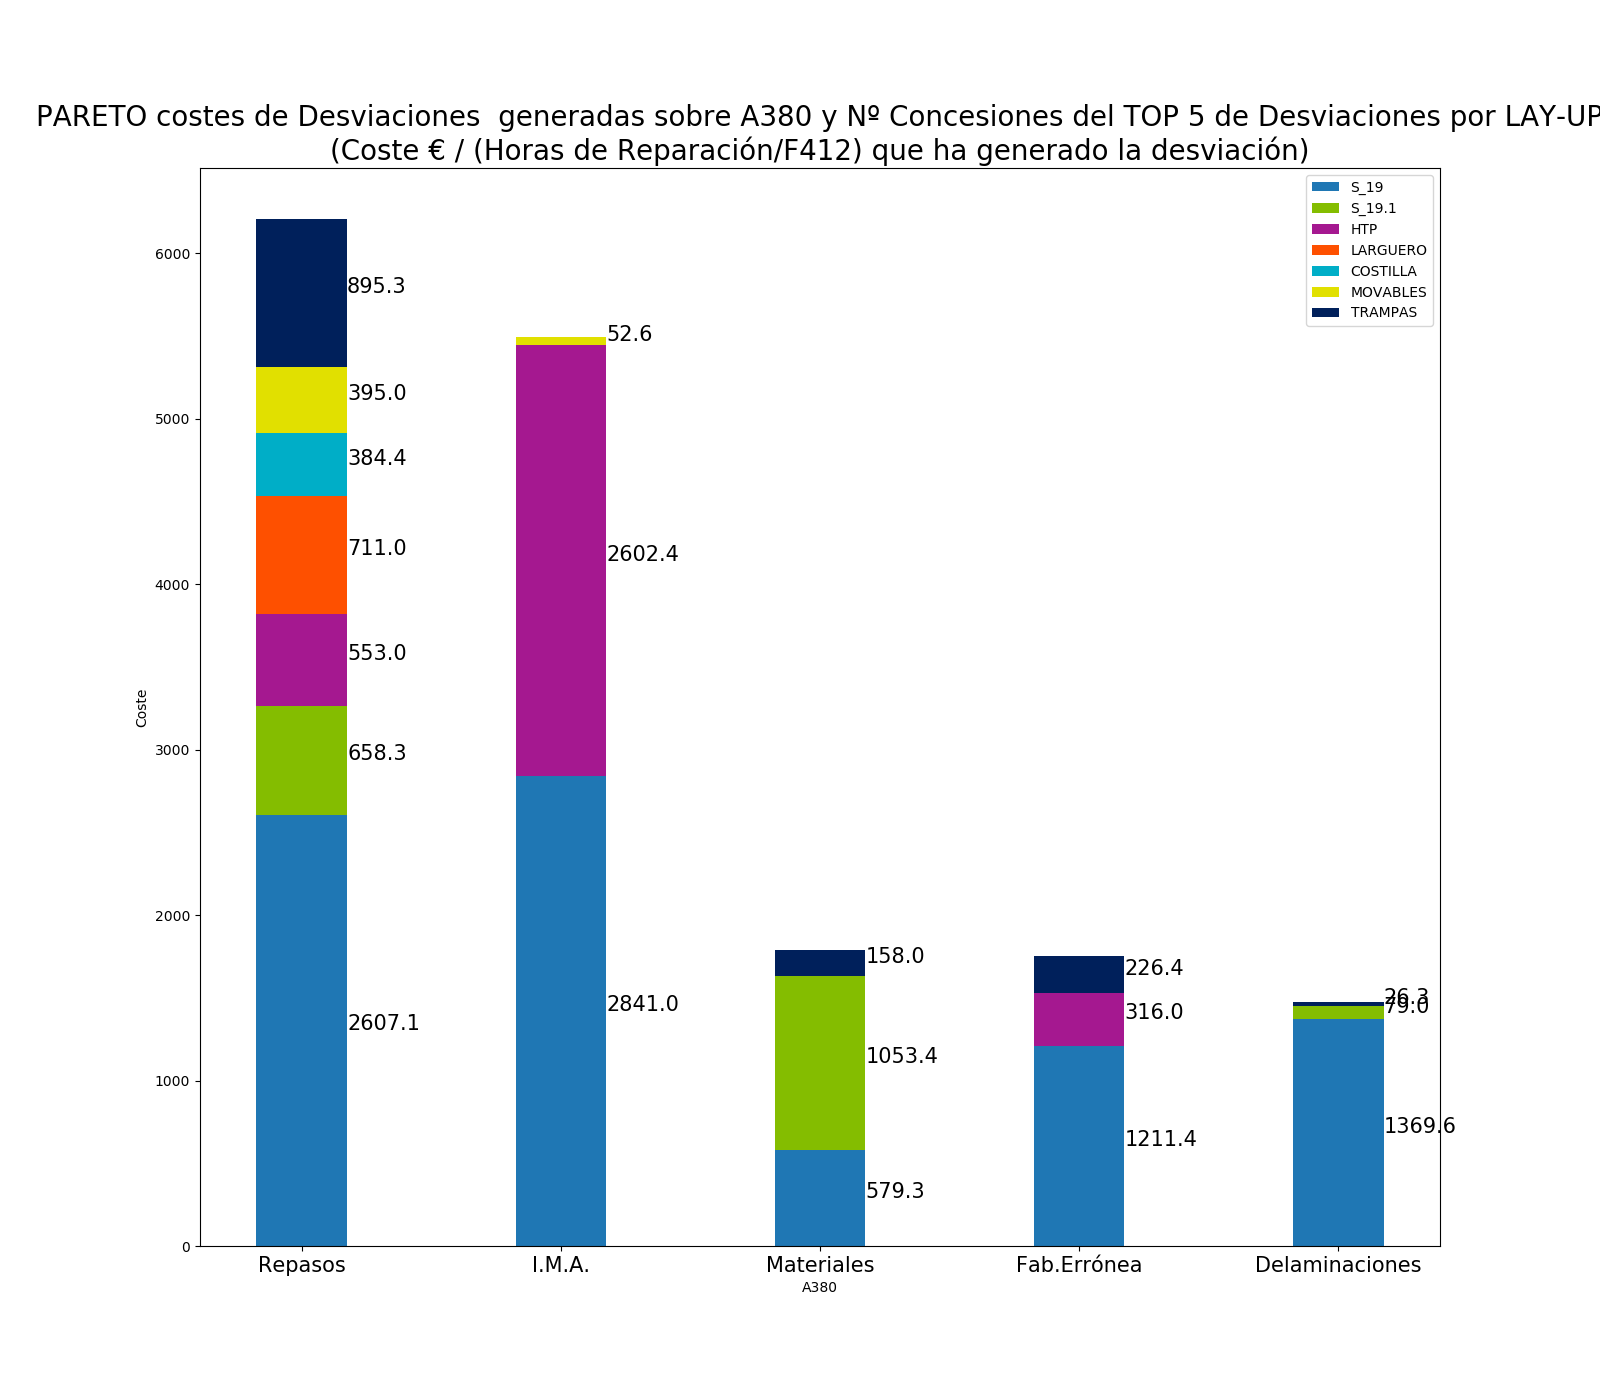 PARETO costes de Desviaciones  generadas sobre A380 y Nº Concesiones del TOP 5 de Desviaciones por LAY-UP
(Coste € / (Horas de Reparación/F412) que ha generado la desviación)
S_19
S_19.1
HTP
LARGUERO
COSTILLA
MOVABLES
TRAMPAS
6000
5000
4000
3000
2000
1000
0
Coste
895.3
395.0
384.4
711.0
553.0
658.3
2607.1
52.6
2602.4
2841.0
158.0
1053.4
579.3
226.4
316.0
1211.4
26.3
79.0
1369.6
Repasos
I.M.A.
Materiales
Fab.Errónea
Delaminaciones
A380